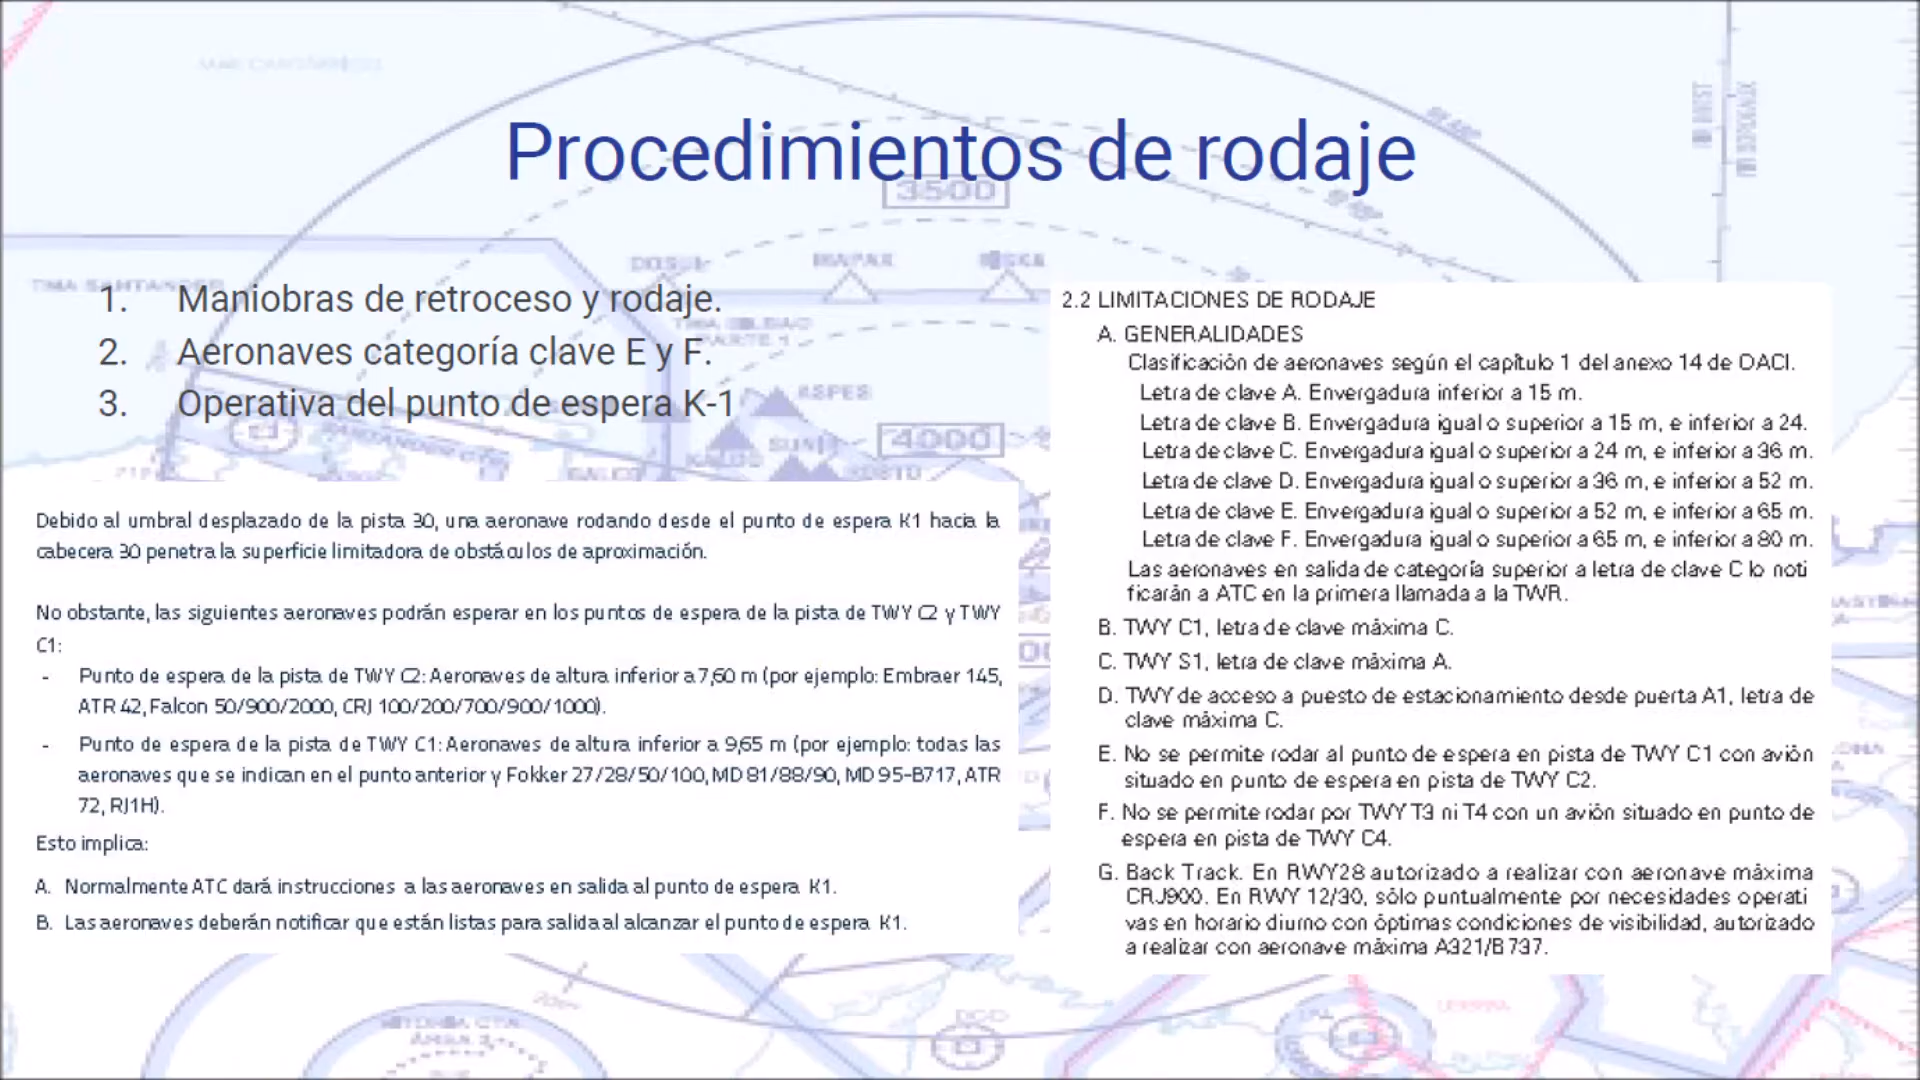 Procedimientos de rodaje
3500
1. Maniobras de retroceso y rodaje.
2. Aeronaves categoría clave E y F.
3. Operativa del punto de espera K-1
ASPES
4000
Debido al umbral desplazado de la pista 30, una aeronave rodando desde el punto de espera K1 hacia la
cabecera 30 penetra la superficie limitadora de obstáculos de aproximación.
No obstante, las siguientes aeronaves podrán esperar en los puntos de espera de la pista de TWY C2 y TWY
C1:
- Punto de espera de la pista de TWY C2: Aeronaves de altura inferior a 7,60 m (por ejemplo: Embraer 145,
ATR 42, Falcon 50/900/2000, CRJ 100/200/700/900/1000).
- Punto de espera de la pista de TWY C1: Aeronaves de altura inferior a 9,65 m (por ejemplo: todas las
aeronaves que se indican en el punto anterior y Fokker 27/28/50/100, MD 81/88/90, MD 95-B717, ATR
72, RJ1H).
Esto implica:
A. Normalmente ATC dará instrucciones a las aeronaves en salida al punto de espera K1.
B. Las aeronaves deberán notificar que están listas para salida al alcanzar el punto de espera K1.
2.2 LIMITACIONES DE RODAJE
A. GENERALIDADES
Clasificación de aeronaves según el capítulo 1 del anexo 14 de OACI.
Letra de clave A. Envergadura inferior a 15 m.
Letra de clave B. Envergadura igual o superior a 15 m, e inferior a 24.
Letra de clave C. Envergadura igual o superior a 24 m, e inferior a 36 m.
Letra de clave D. Envergadura igual o superior a 36 m, e inferior a 52 m.
Letra de clave E. Envergadura igual o superior a 52 m, e inferior a 65 m.
Letra de clave F. Envergadura igual o superior a 65 m, e inferior a 80 m.
Las aeronaves en salida de categoría superior a letra de clave C lo noti
ficarán a ATC en la primera llamada a la TWR.
B. TWY C1, letra de clave máxima C.
C. TWY S1, letra de clave máxima A.
D. TWY de acceso a puesto de estacionamiento desde puerta A1, letra de
clave máxima C.
E. No se permite rodar al punto de espera en pista de TWY C1 con avión
situado en punto de espera en pista de TWY C2.
F. No se permite rodar por TWY T3 ni T4 con un avión situado en punto de
espera en pista de TWY C4.
G. Back Track. En RWY28 autorizado a realizar con aeronave máxima
CRJ900. En RWY 12/30, sólo puntualmente por necesidades operati
vas en horario diurno con óptimas condiciones de visibilidad, autorizado
a realizar con aeronave máxima A321/B737.